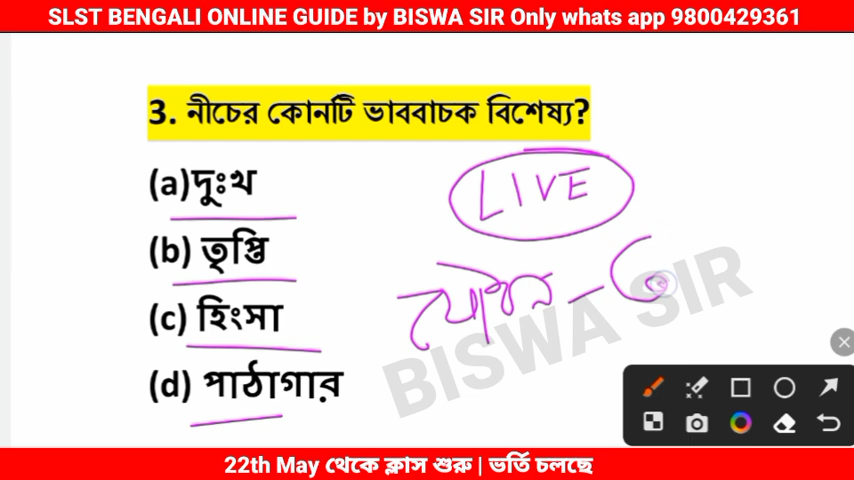 SLST BENGALI ONLINE GUIDE by BISWA SIR Only whats app 9800429361
3. নীচের কোনটি ভাববাচক বিশেষ্য?
(a)দুঃখ
LIVE
(b) তৃপ্তি
(c) হিংসা
BISWA SIR
(d) পাঠাগার
22th May থেকে ক্লাস শুরু | ভর্তি চলছে